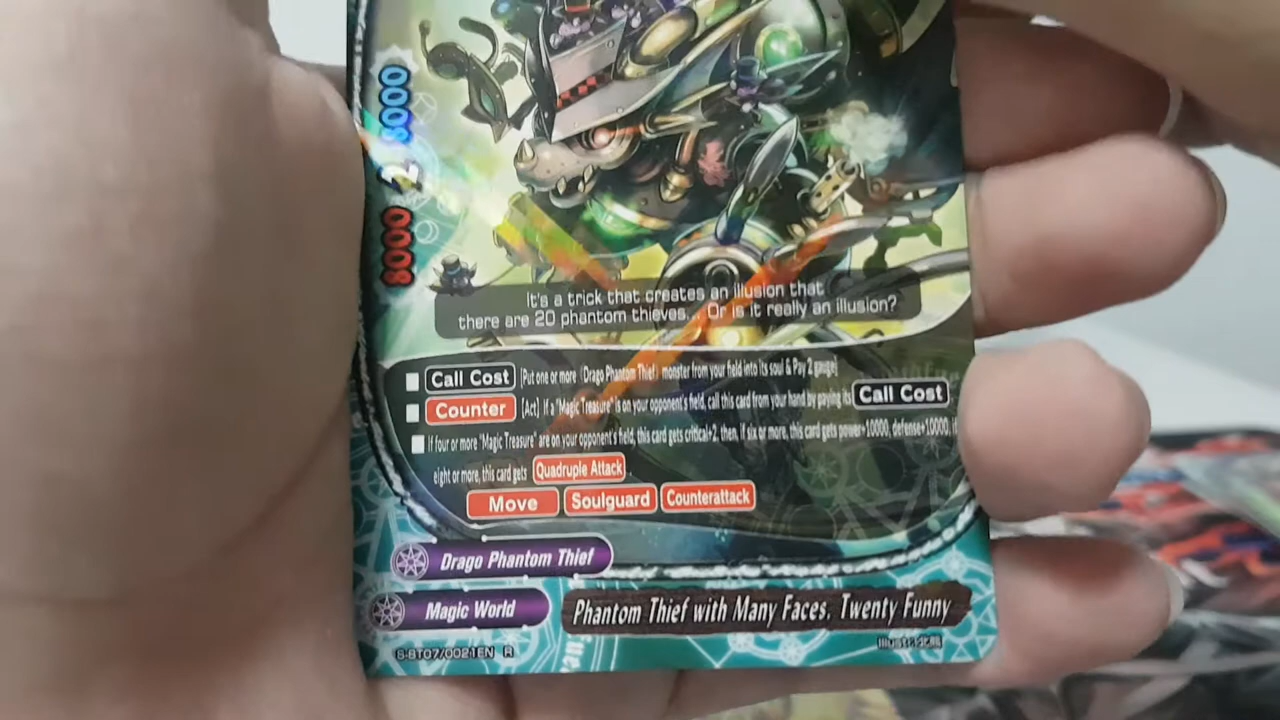 8000
2
8000
It's a trick that creates an illusion that
there are 20 phantom thieves... Or is it really an illusion?
Call Cost [Put one or more 《Drago Phantom Thief》 monster from your field into its soul & Pay 2 gauge]
Counter [Act] If a "Magic Treasure" is on your opponent's field, call this card from your hand by paying its Call Cost
If four or more "Magic Treasure" are on your opponent's field, this card gets critical+2, then, if six or more, this card gets power+10000, defense+10000, if
eight or more, this card gets Quadruple Attack.
Move Soulguard Counterattack
Drago Phantom Thief
Magic World Phantom Thief with Many Faces, Twenty Funny
S-BT07/0021EN R